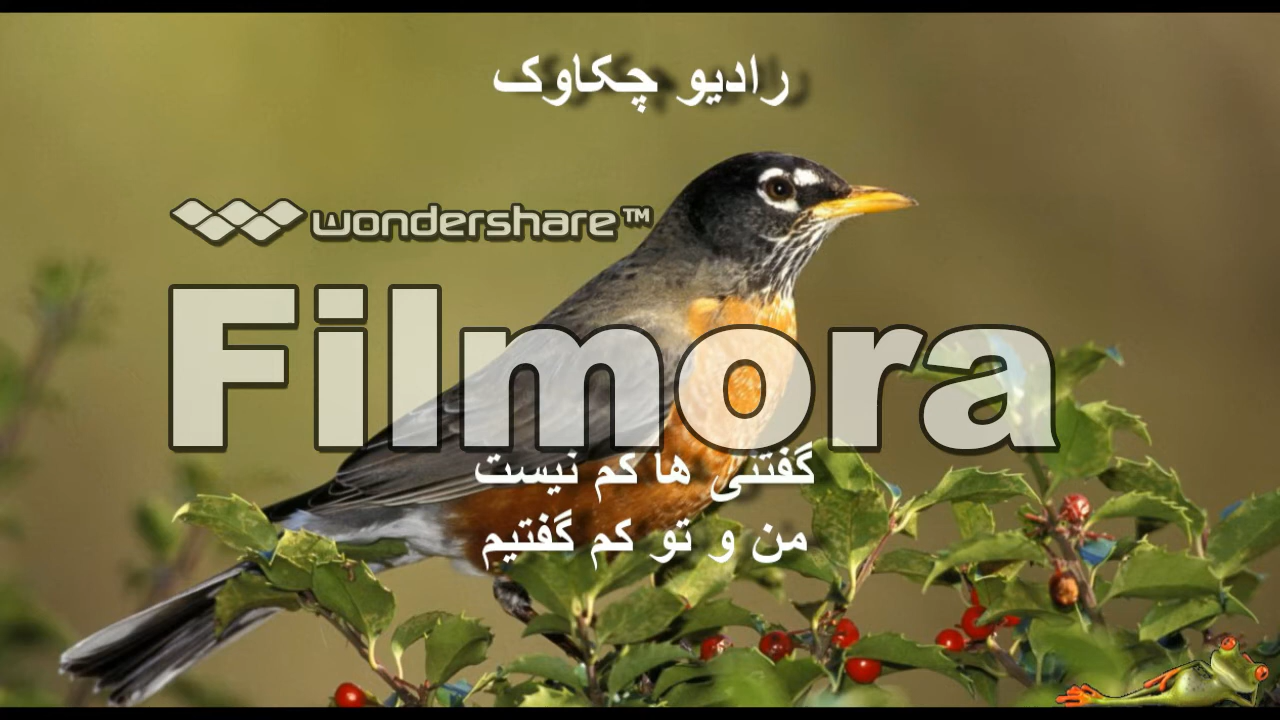 رادیو چکاوک
wondershare™
Filmora
گفتنی ها کم نیست
من و تو کم گفتیم